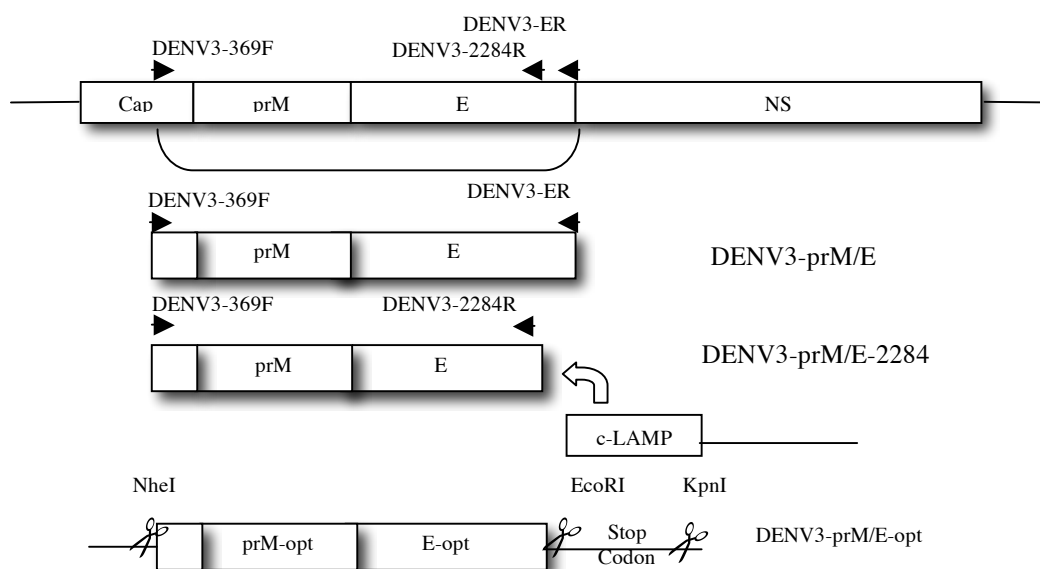 DENV3-ER
DENV3-369F
DENV3-2284R
Cap
prM
E
NS
DENV3-ER
DENV3-369F
prM
E
DENV3-prM/E
DENV3-369F
DENV3-2284R
prM
E
DENV3-prM/E-2284
c-LAMP
NheI
EcoRI
KpnI
prM-opt
E-opt
Stop
Codon
DENV3-prM/E-opt